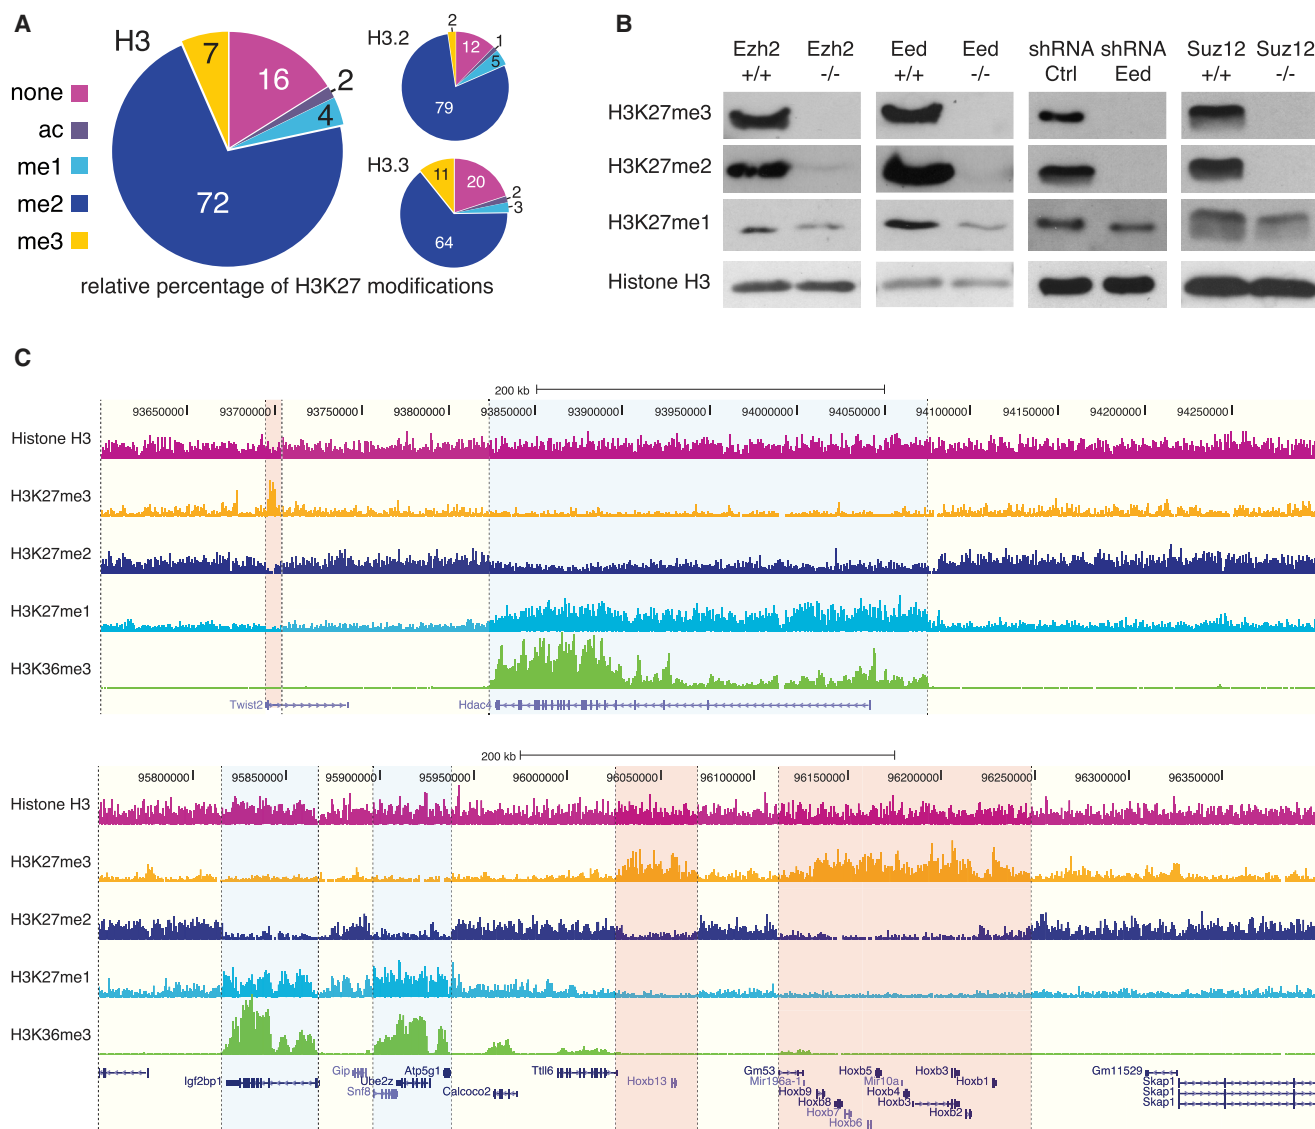 A
H3
none
ac
me1
me2
me3
7
16
2
4
72
H3.2
2
12
1
5
79
H3.3
11
20
2
3
64
relative percentage of H3K27 modifications
B
Ezh2 Ezh2 Eed Eed shRNA shRNA Suz12 Suz12
+/+ -/- +/+ -/- Ctrl Eed +/+ -/-
H3K27me3
H3K27me2
H3K27me1
Histone H3
C
200 kb
93650000 93700000 93750000 93800000 93850000 93900000 93950000 94000000 94050000 94100000 94150000 94200000 94250000
Histone H3
H3K27me3
H3K27me2
H3K27me1
H3K36me3
Twist2 Hdac4
200 kb
95800000 95850000 95900000 95950000 96000000 96050000 96100000 96150000 96200000 96250000 96300000 96350000
Histone H3
H3K27me3
H3K27me2
H3K27me1
H3K36me3
Gip Atp5g1 Ttll6 Gm53 Hoxb5 Hoxb3 Gm11529
Igf2bp1 Ube2z Hoxb13 Mir196a-1 Mir10a Hoxb1 Skap1
Snf8 Calcoco2 Hoxb9 Hoxb4 Skap1
Hoxb8 Hoxb3 Skap1
Hoxb7 Hoxb2
Hoxb6